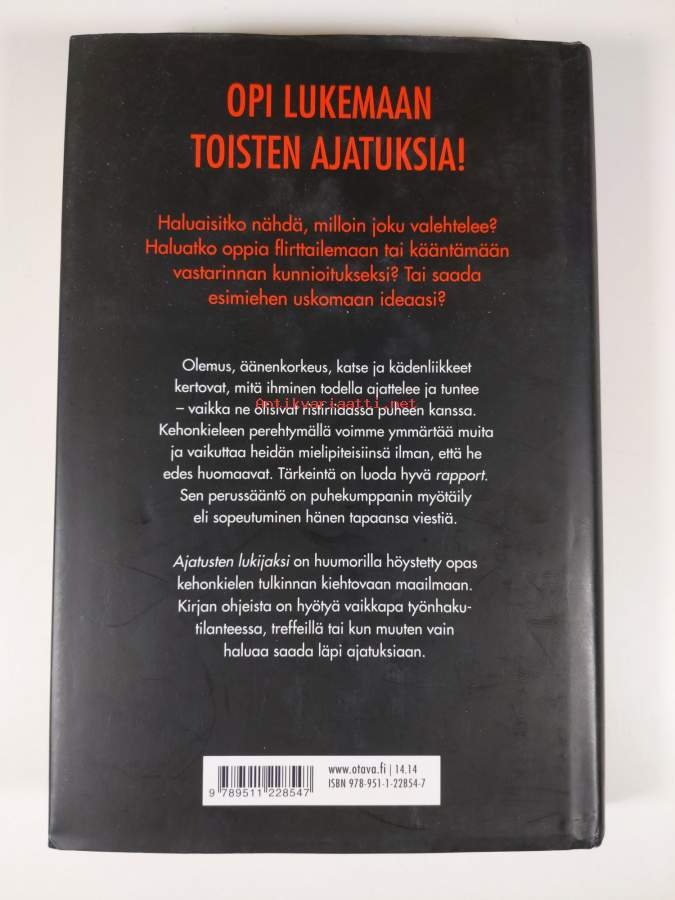 OPI LUKEMAAN
TOISTEN AJATUKSIA!
Haluaisitko nähdä, milloin joku valehtelee?
Haluatko oppia flirttailemaan tai kääntämään
vastarinnan kunnioitukseksi? Tai saada
esimiehen uskomaan ideaasi?
Olemus, äänenkorkeus, katse ja kädenliikkeet
kertovat, mitä ihminen todella ajattelee ja tuntee
– vaikka ne olisivat ristiriidassa puheen kanssa.
Antikvariaatti.net
Kehonkieleen perehtymällä voimme ymmärtää muita
ja vaikuttaa heidän mielipiteisiinsä ilman, että he
edes huomaavat. Tärkeintä on luoda hyvä rapport.
Sen perussääntö on puhekumppanin myötäily
eli sopeutuminen hänen tapaansa viestiä.
Ajatusten lukijaksi on huumorilla höystetty opas
kehonkielen tulkinnan kiehtovaan maailmaan.
Kirjan ohjeista on hyötyä vaikkapa työnhaku-
tilanteessa, treffeillä tai kun muuten vain
haluaa saada läpi ajatuksiaan.
9 789511 228547
www.otava.fi | 14.14
ISBN 978-951-1-22854-7